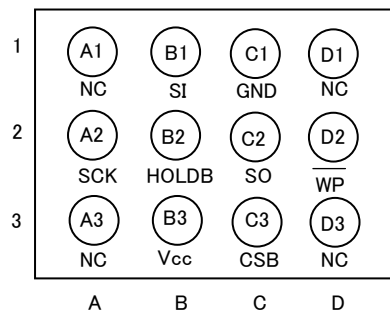 1 A1 B1 C1 D1
NC SI GND NC
2 A2 B2 C2 D2
SCK HOLDB SO WP
3 A3 B3 C3 D3
NC Vcc CSB NC
A B C D